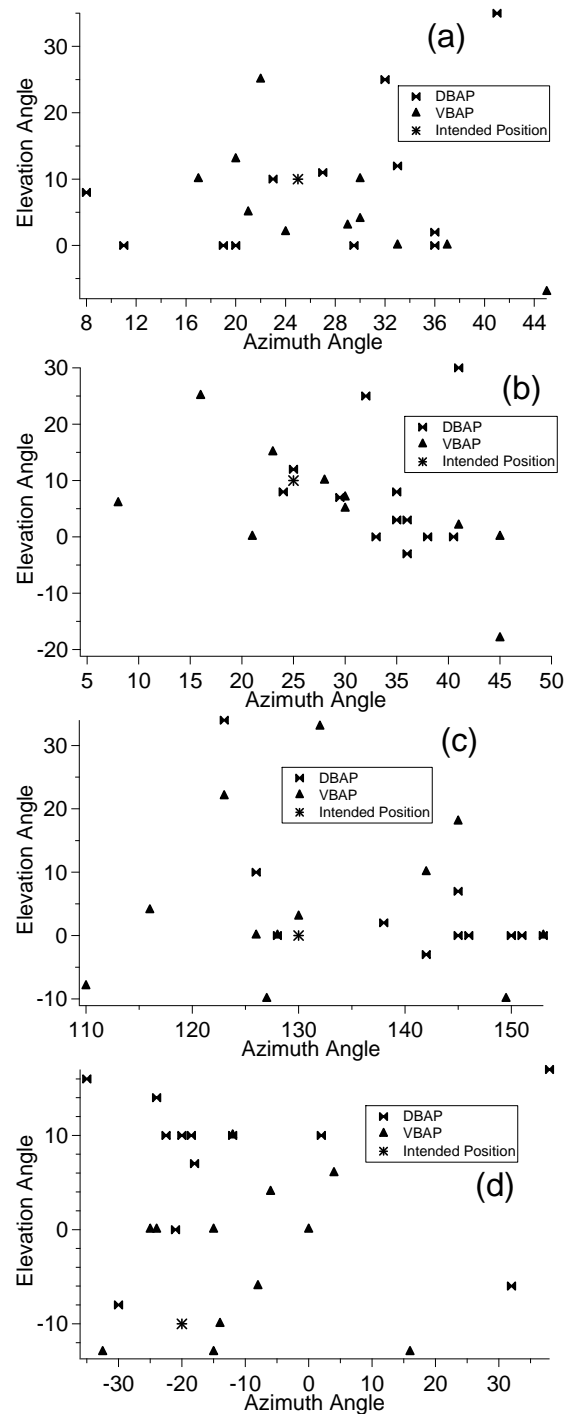 (a)
30
20
10
0
Elevation Angle
DBAP
VBAP
Intended Position
8 12 16 20 24 28 32 36 40 44
Azimuth Angle
(b)
30
20
10
0
-10
-20
Elevation Angle
DBAP
VBAP
Intended Position
5 10 15 20 25 30 35 40 45 50
Azimuth Angle
(c)
30
20
10
0
-10
Elevation Angle
DBAP
VBAP
Intended Position
110 120 130 140 150
Azimuth Angle
10
0
-10
Elevation Angle
DBAP
VBAP
Intended Position
(d)
-30 -20 -10 0 10 20 30
Azimuth Angle